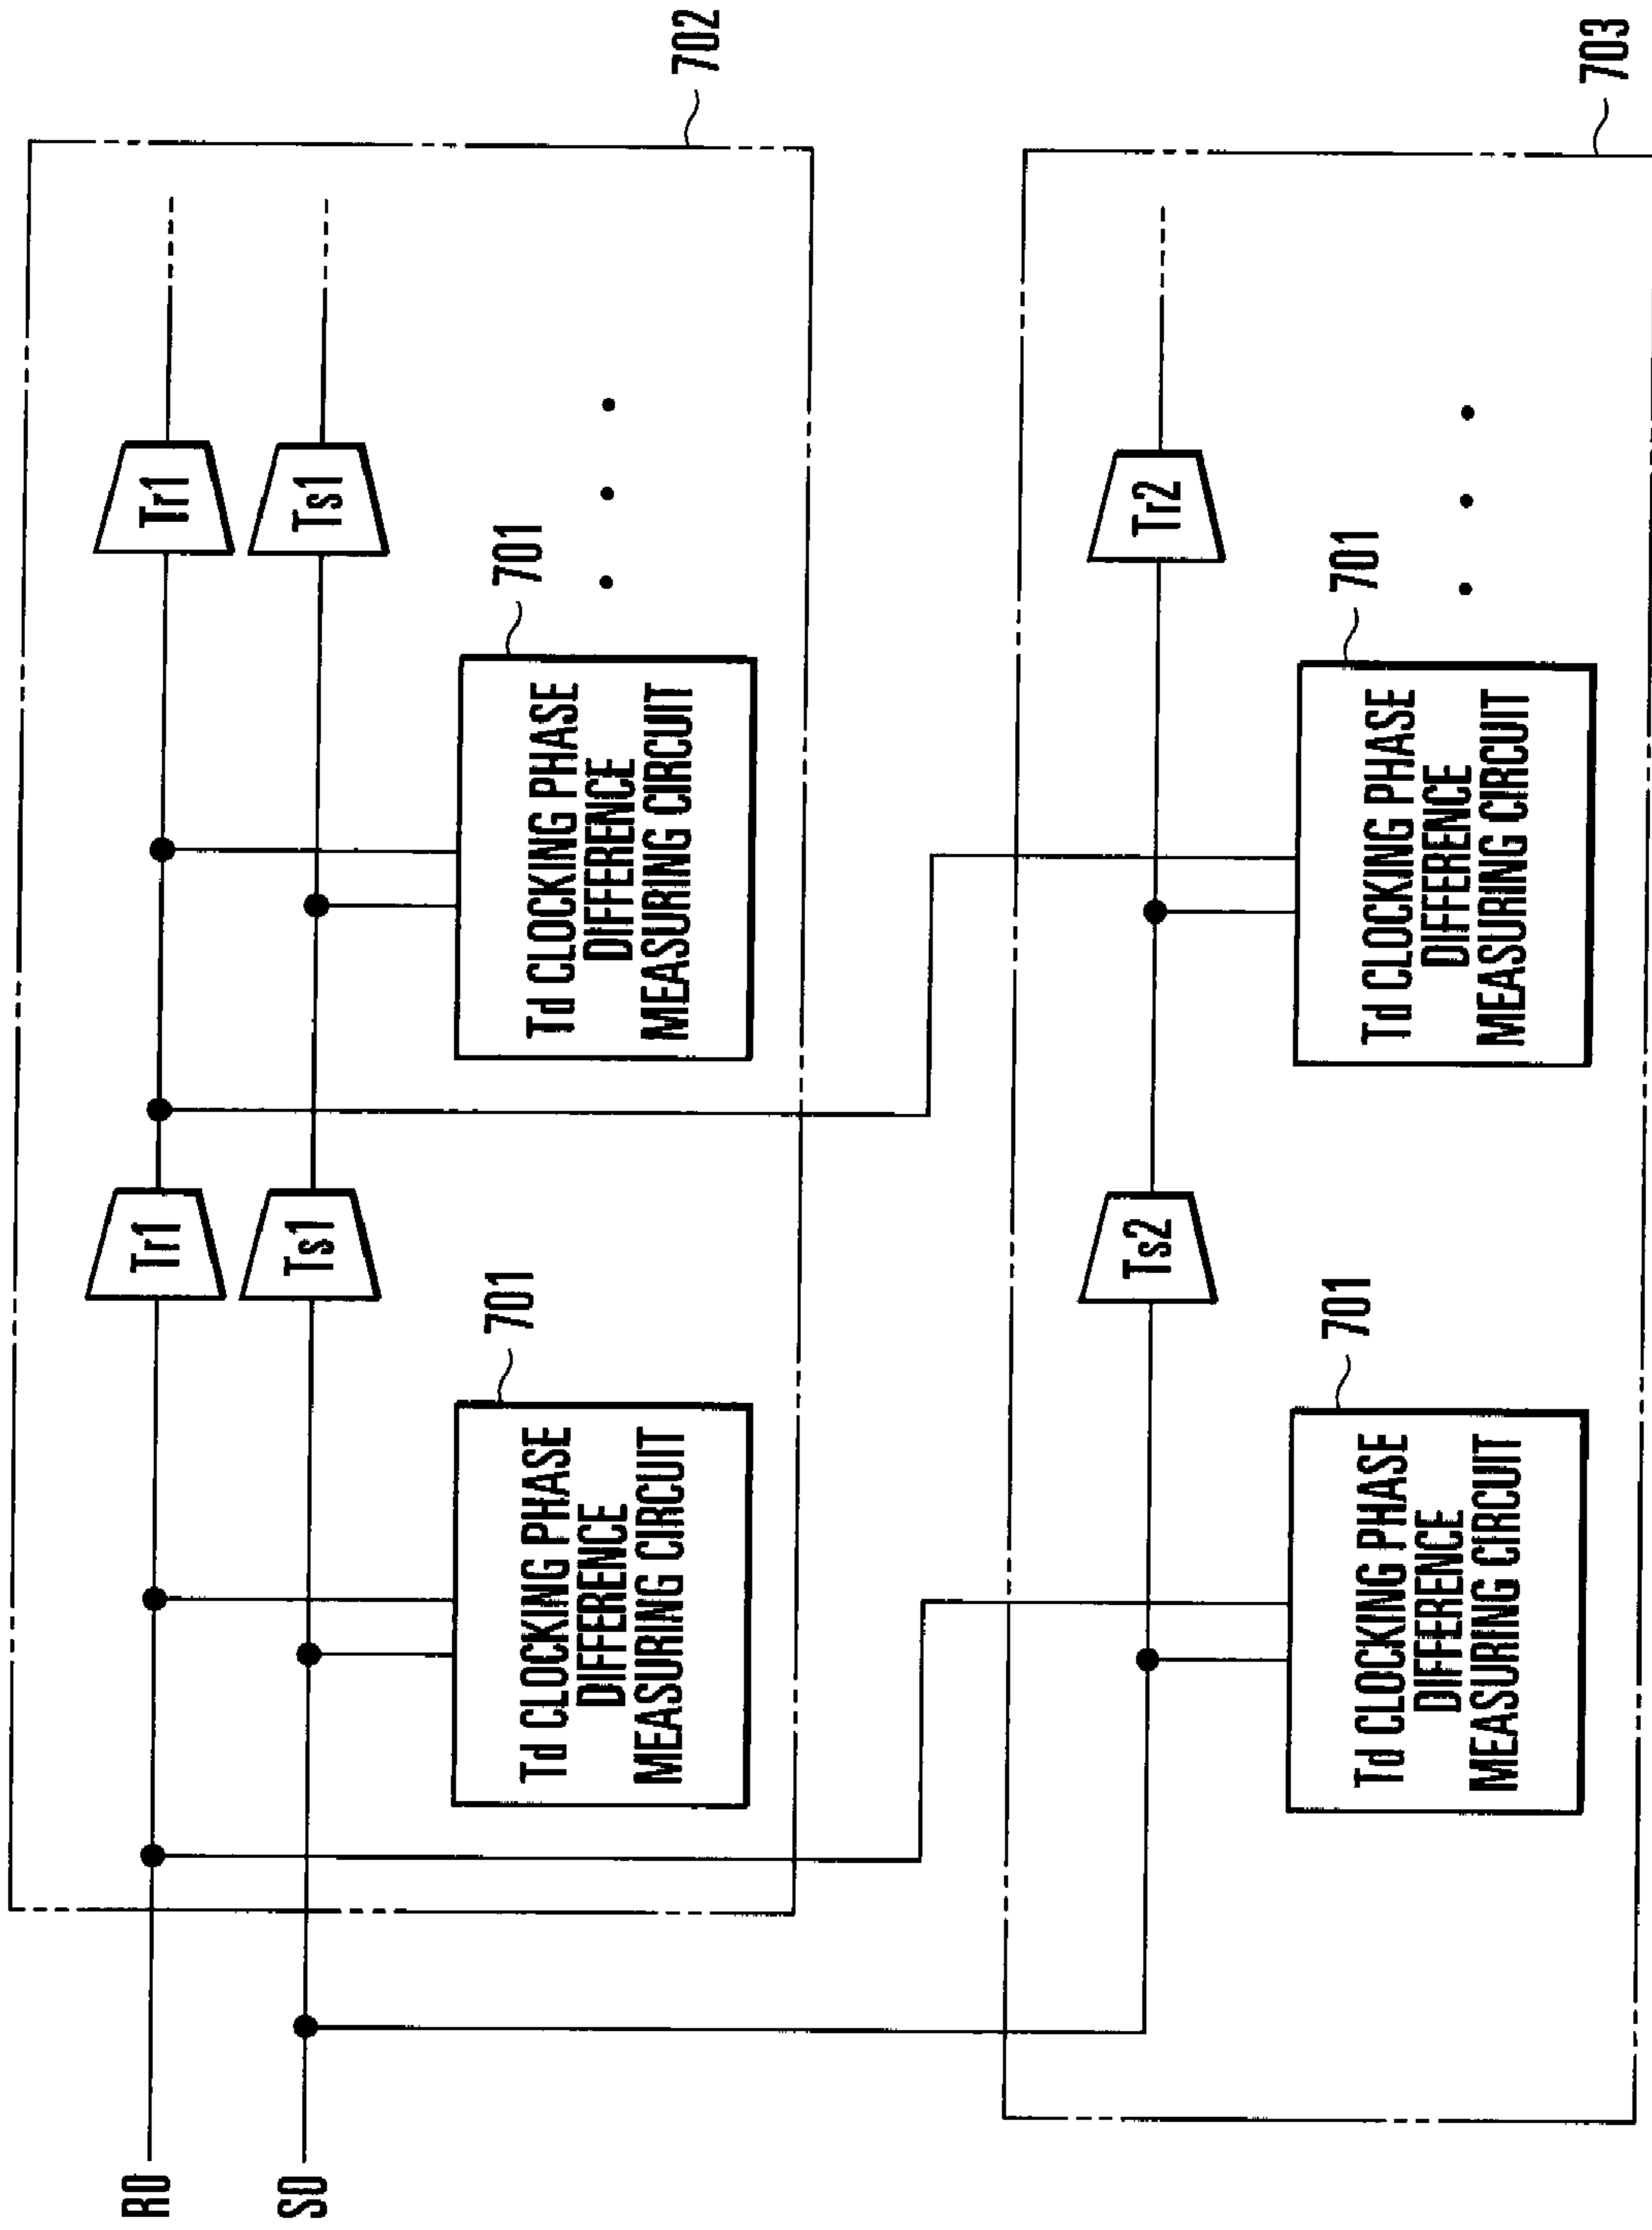 R0
S0
Tr1
Tr1
Ts1
Ts1
701
Td CLOCKING PHASE
DIFFERENCE
MEASURING CIRCUIT
701
Td CLOCKING PHASE
DIFFERENCE
MEASURING CIRCUIT
702
Ts2
Tr2
701
Td CLOCKING PHASE
DIFFERENCE
MEASURING CIRCUIT
701
Td CLOCKING PHASE
DIFFERENCE
MEASURING CIRCUIT
703